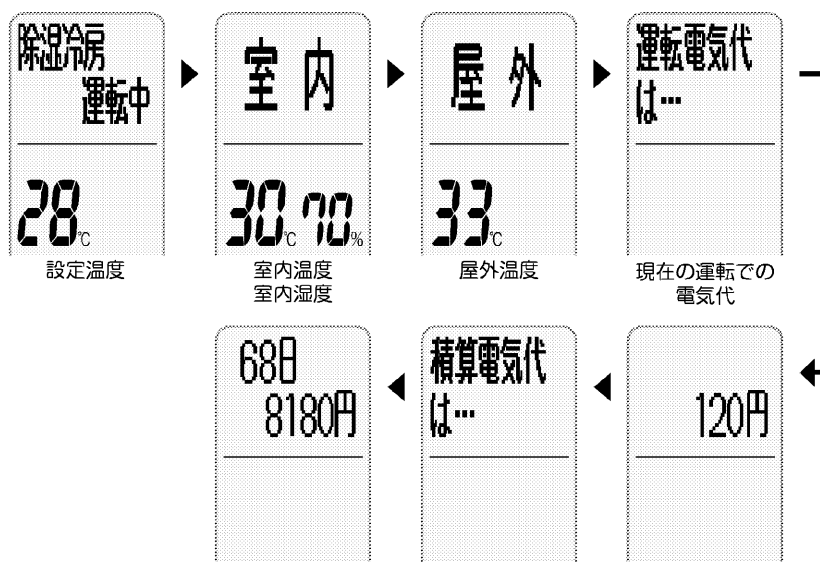 除湿冷房
運転中
28℃
設定温度
室内
30℃ 70%
室内温度
室内湿度
屋外
33℃
屋外温度
運転電気代
は…
現在の運転での
電気代
120円
積算電気代
は…
68日
8180円